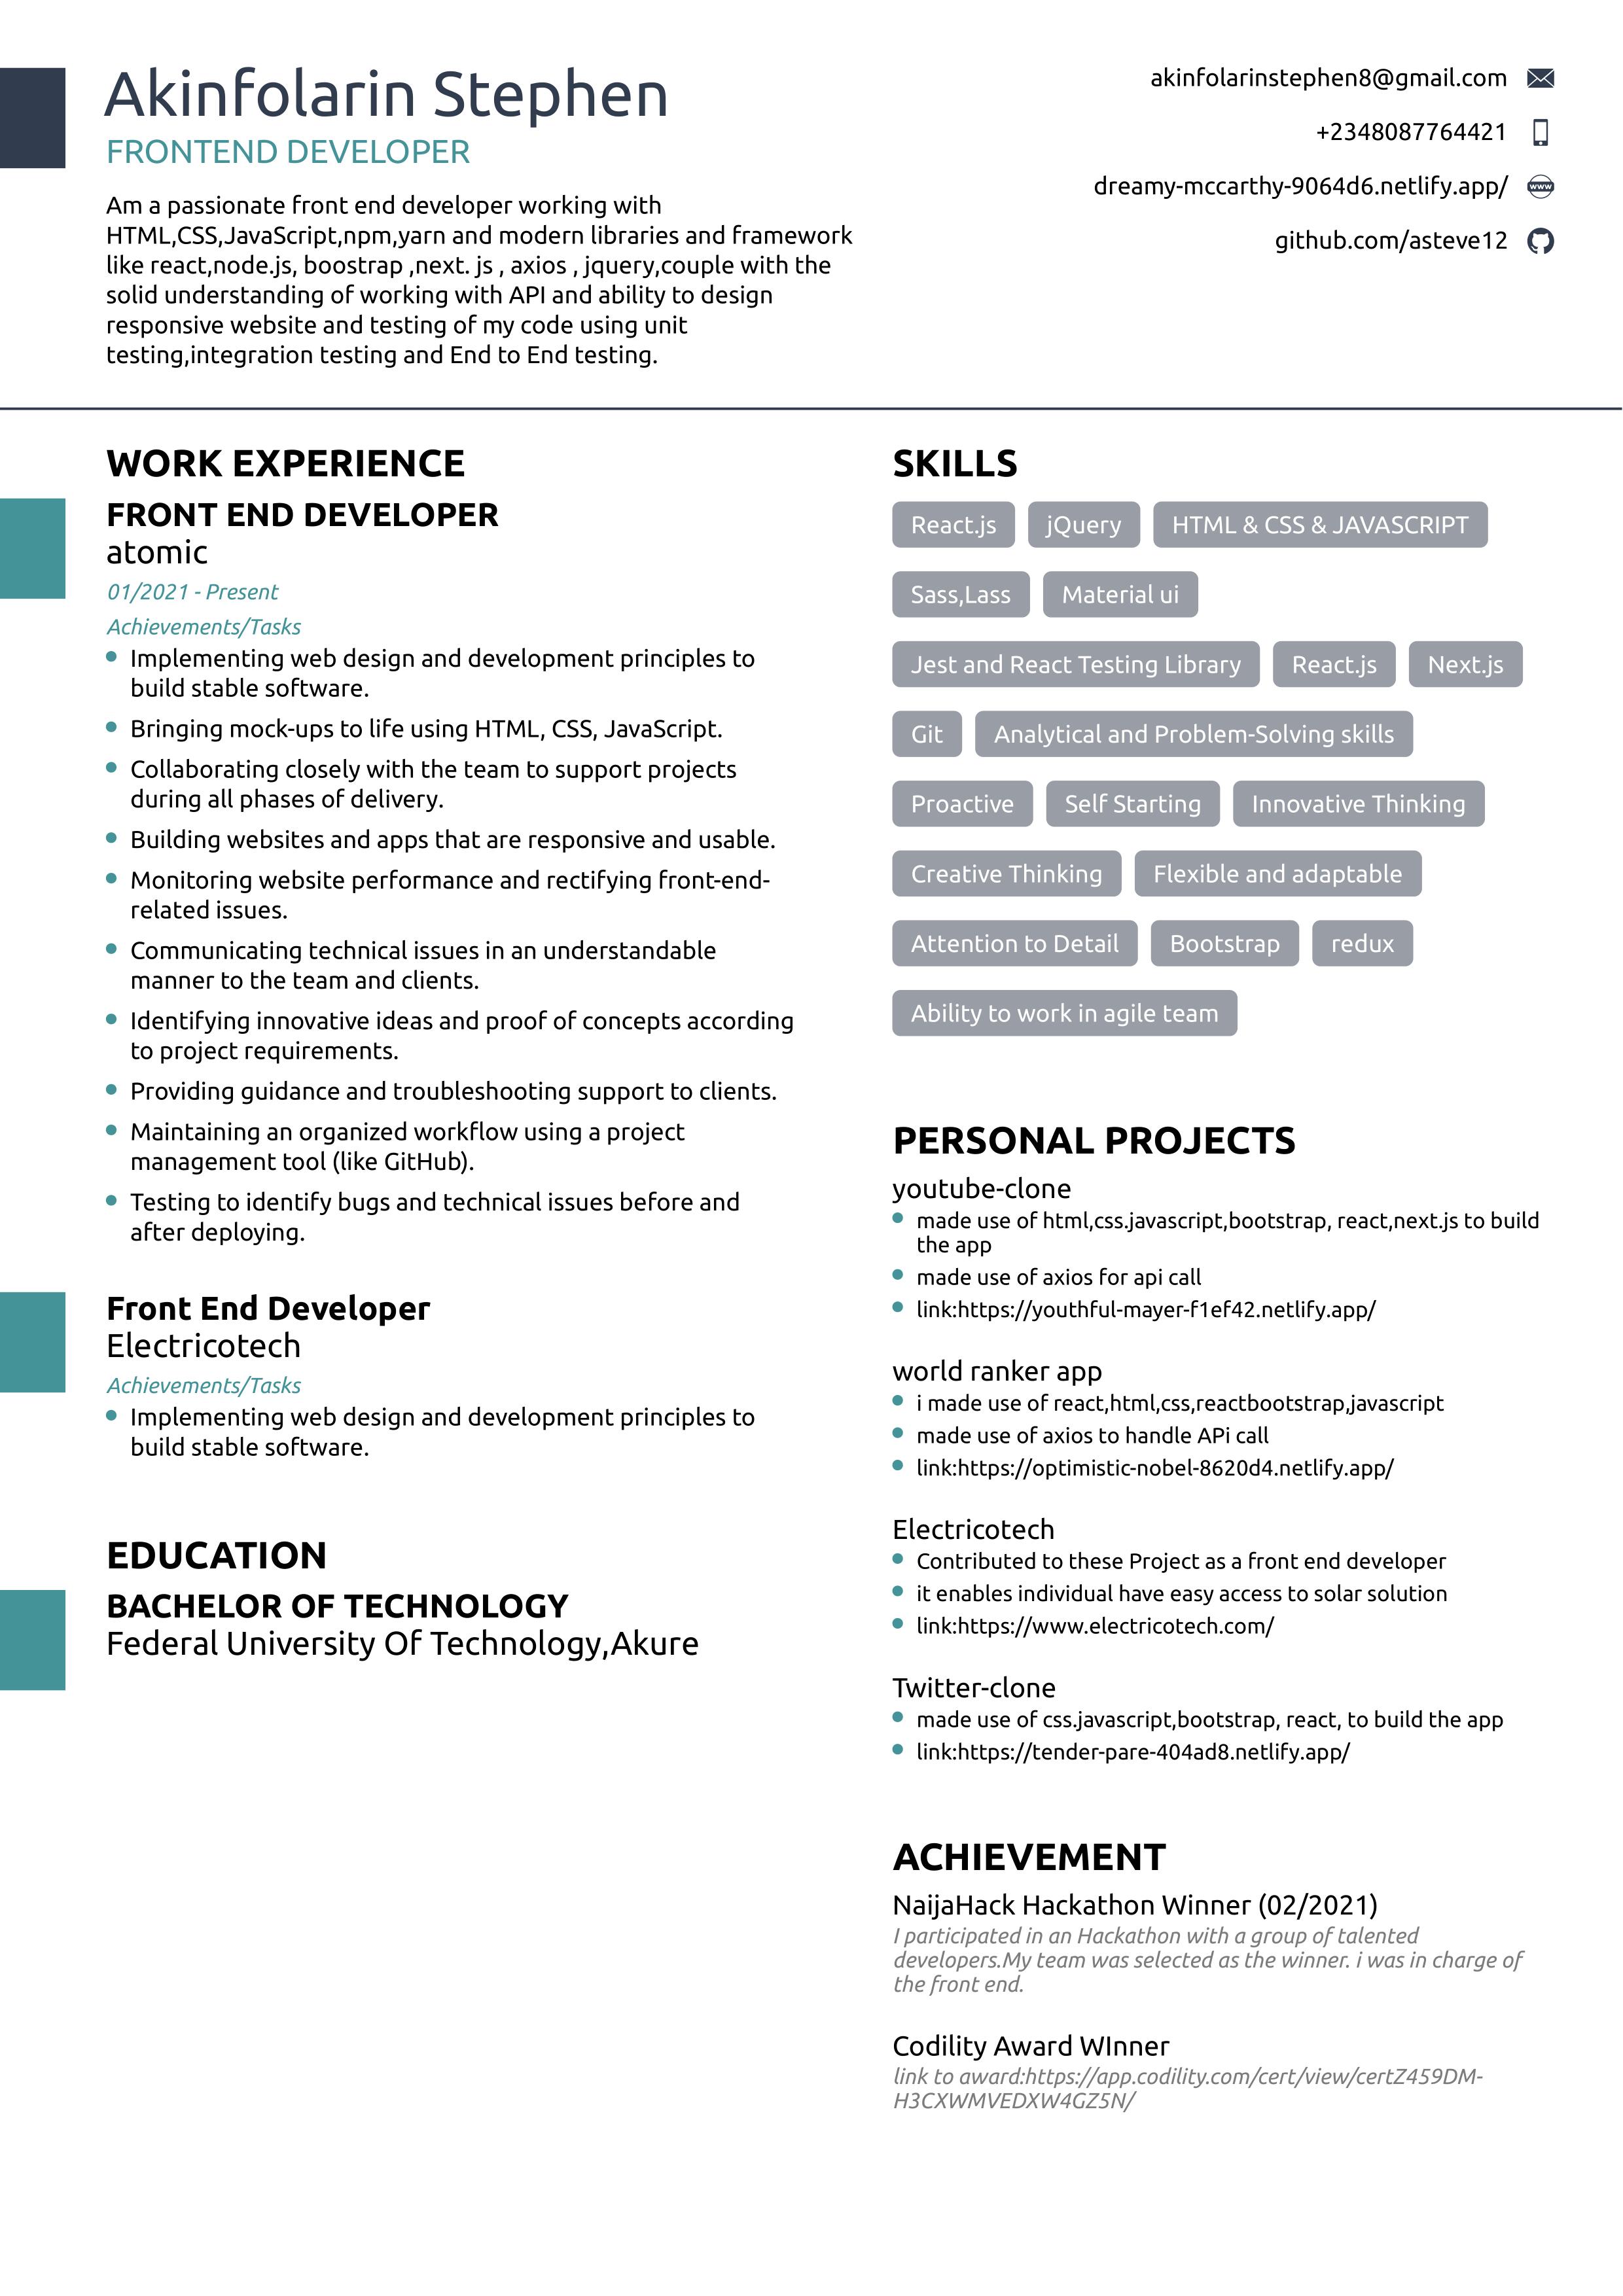 Akinfolarin Stephen
FRONTEND DEVELOPER
Am a passionate front end developer working with
HTML,CSS,JavaScript,npm,yarn and modern libraries and framework
like react,node.js, boostrap ,next. js , axios , jquery,couple with the
solid understanding of working with API and ability to design
responsive website and testing of my code using unit
testing,integration testing and End to End testing.
akinfolarinstephen8@gmail.com
+2348087764421
dreamy-mccarthy-9064d6.netlify.app/
www
github.com/asteve12
WORK EXPERIENCE
FRONT END DEVELOPER
atomic
01/2021 - Present
Achievements/Tasks
Implementing web design and development principles to
build stable software.
Bringing mock-ups to life using HTML, CSS, JavaScript.
Collaborating closely with the team to support projects
during all phases of delivery.
Building websites and apps that are responsive and usable.
Monitoring website performance and rectifying front-end-
related issues.
Communicating technical issues in an understandable
manner to the team and clients.
Identifying innovative ideas and proof of concepts according
to project requirements.
Providing guidance and troubleshooting support to clients.
Maintaining an organized workflow using a project
management tool (like GitHub).
Testing to identify bugs and technical issues before and
after deploying.
Front End Developer
Electricotech
Achievements/Tasks
Implementing web design and development principles to
build stable software.
EDUCATION
BACHELOR OF TECHNOLOGY
Federal University Of Technology,Akure
SKILLS
React.js jQuery HTML & CSS & JAVASCRIPT
Sass,Lass Material ui
Jest and React Testing Library React.js Next.js
Git Analytical and Problem-Solving skills
Proactive Self Starting Innovative Thinking
Creative Thinking Flexible and adaptable
Attention to Detail Bootstrap redux
Ability to work in agile team
PERSONAL PROJECTS
youtube-clone
made use of html,css.javascript,bootstrap, react,next.js to build
the app
made use of axios for api call
link:https://youthful-mayer-f1ef42.netlify.app/
world ranker app
i made use of react,html,css,reactbootstrap,javascript
made use of axios to handle APi call
link:https://optimistic-nobel-8620d4.netlify.app/
Electricotech
Contributed to these Project as a front end developer
it enables individual have easy access to solar solution
link:https://www.electricotech.com/
Twitter-clone
made use of css.javascript,bootstrap, react, to build the app
link:https://tender-pare-404ad8.netlify.app/
ACHIEVEMENT
NaijaHack Hackathon Winner (02/2021)
I participated in an Hackathon with a group of talented
developers.My team was selected as the winner. i was in charge of
the front end.
Codility Award WInner
link to award:https://app.codility.com/cert/view/certZ459DM-
H3CXWMVEDXW4GZ5N/